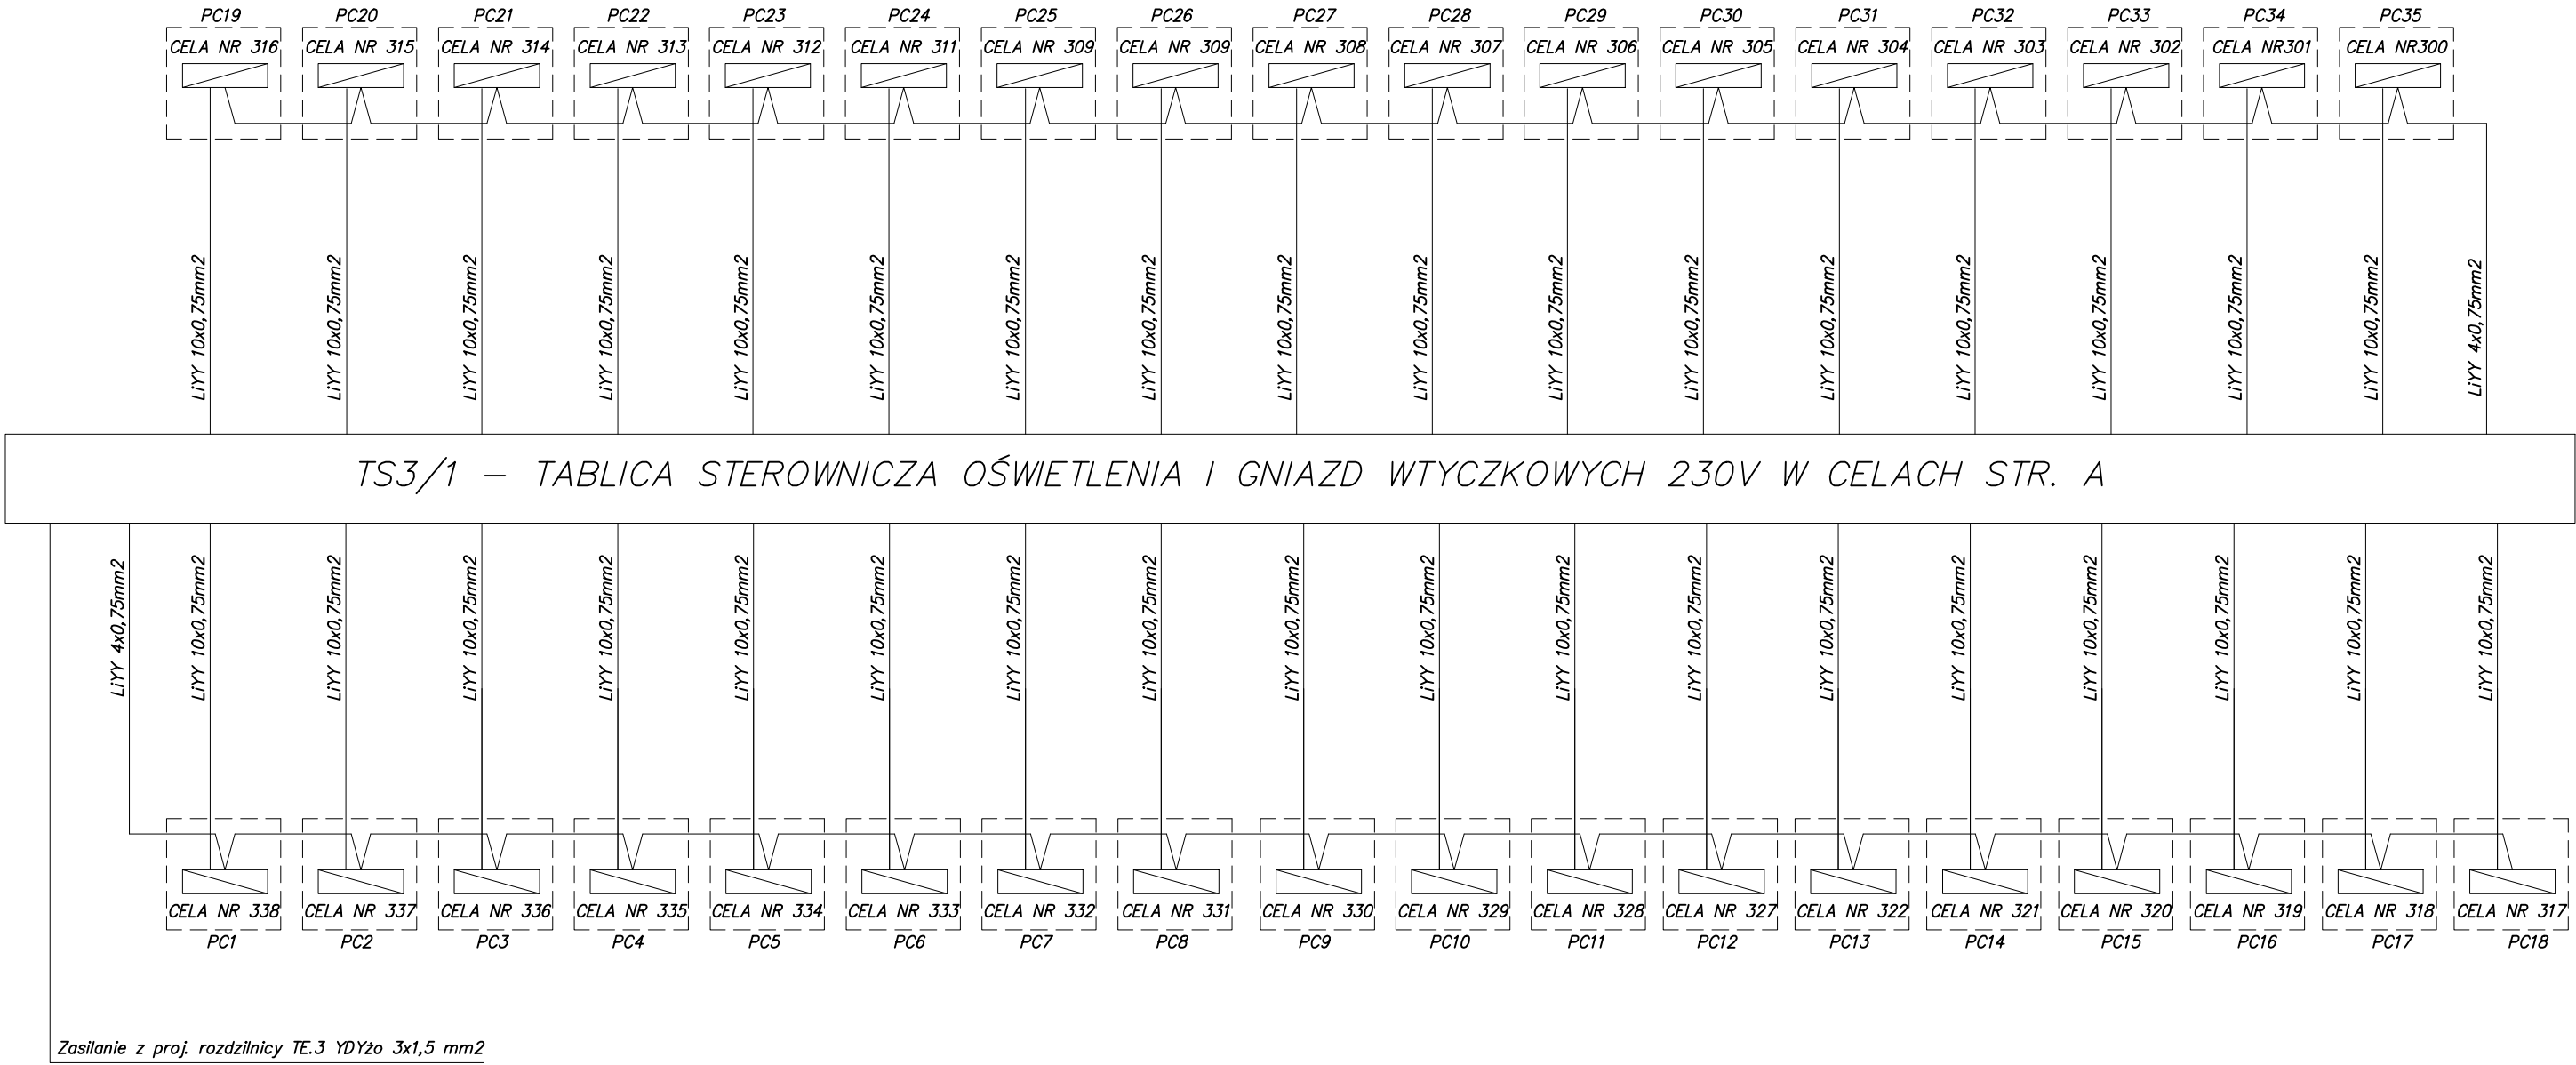 PC19 PC20 PC21 PC22 PC23 PC24 PC25 PC26 PC27 PC28 PC29 PC30 PC31 PC32 PC33 PC34 PC35
CELA NR 316 CELA NR 315 CELA NR 314 CELA NR 313 CELA NR 312 CELA NR 311 CELA NR 309 CELA NR 309 CELA NR 308 CELA NR 307 CELA NR 306 CELA NR 305 CELA NR 304 CELA NR 303 CELA NR 302 CELA NR301 CELA NR300
LiYY 10x0,75mm2 LiYY 10x0,75mm2 LiYY 10x0,75mm2 LiYY 10x0,75mm2 LiYY 10x0,75mm2 LiYY 10x0,75mm2 LiYY 10x0,75mm2 LiYY 10x0,75mm2 LiYY 10x0,75mm2 LiYY 10x0,75mm2 LiYY 10x0,75mm2 LiYY 10x0,75mm2 LiYY 10x0,75mm2 LiYY 10x0,75mm2 LiYY 10x0,75mm2 LiYY 10x0,75mm2 LiYY 10x0,75mm2 LiYY 4x0,75mm2
TS3/1 – TABLICA STEROWNICZA OŚWIETLENIA I GNIAZD WTYCZKOWYCH 230V W CELACH STR. A
LiYY 4x0,75mm2 LiYY 10x0,75mm2 LiYY 10x0,75mm2 LiYY 10x0,75mm2 LiYY 10x0,75mm2 LiYY 10x0,75mm2 LiYY 10x0,75mm2 LiYY 10x0,75mm2 LiYY 10x0,75mm2 LiYY 10x0,75mm2 LiYY 10x0,75mm2 LiYY 10x0,75mm2 LiYY 10x0,75mm2 LiYY 10x0,75mm2 LiYY 10x0,75mm2 LiYY 10x0,75mm2 LiYY 10x0,75mm2 LiYY 10x0,75mm2 LiYY 10x0,75mm2
CELA NR 338 CELA NR 337 CELA NR 336 CELA NR 335 CELA NR 334 CELA NR 333 CELA NR 332 CELA NR 331 CELA NR 330 CELA NR 329 CELA NR 328 CELA NR 327 CELA NR 322 CELA NR 321 CELA NR 320 CELA NR 319 CELA NR 318 CELA NR 317
PC1 PC2 PC3 PC4 PC5 PC6 PC7 PC8 PC9 PC10 PC11 PC12 PC13 PC14 PC15 PC16 PC17 PC18
Zasilanie z proj. rozdzilnicy TE.3 YDYżo 3x1,5 mm2